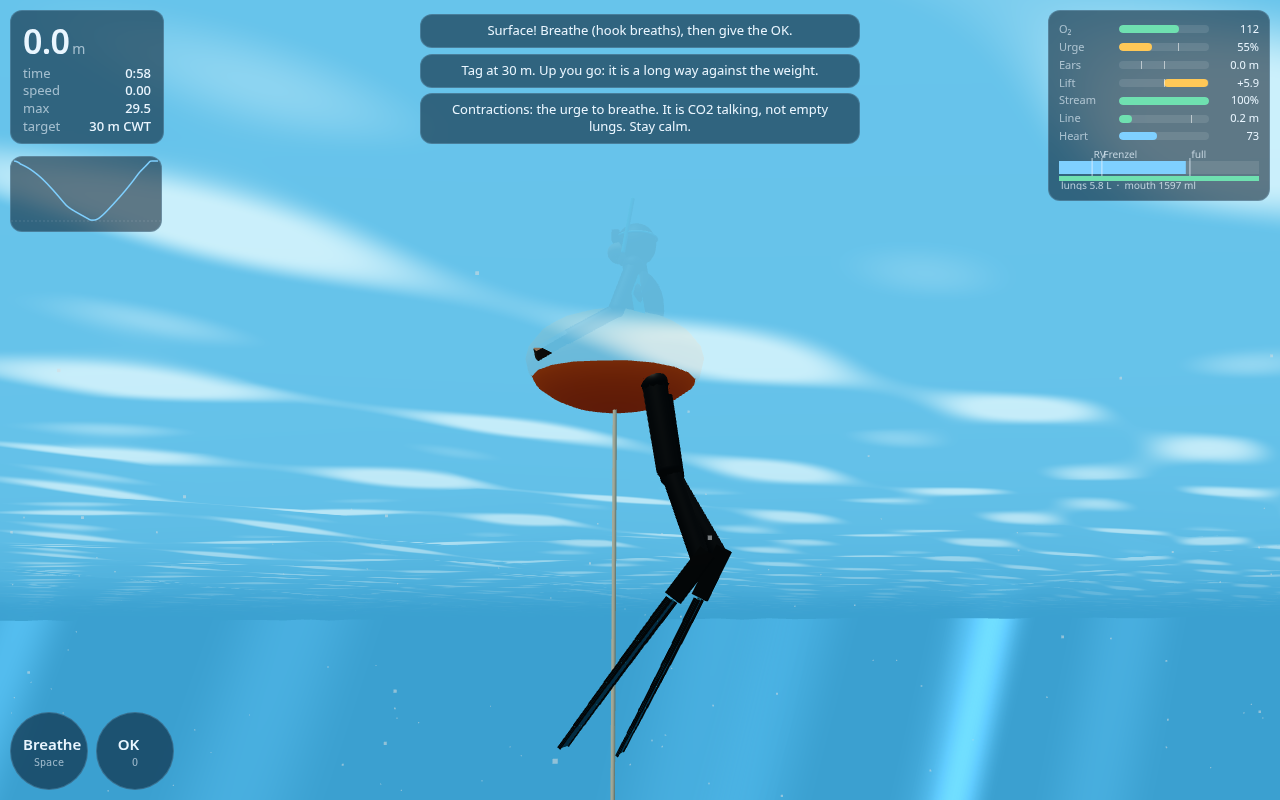 0.0 m
time 0:58
speed 0.00
max 29.5
target 30 m CWT
Surface! Breathe (hook breaths), then give the OK.
Tag at 30 m. Up you go: it is a long way against the weight.
Contractions: the urge to breathe. It is CO2 talking, not empty
lungs. Stay calm.
O₂ 112
Urge 55%
Ears 0.0 m
Lift +5.9
Stream 100%
Line 0.2 m
Heart 73
RV Frenzel full
lungs 5.8 L · mouth 1597 ml
Breathe
Space
OK
0